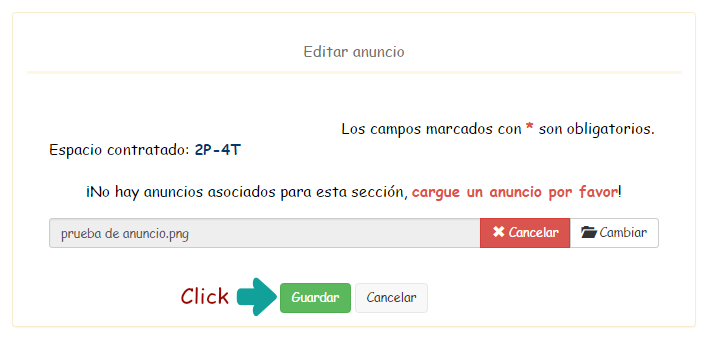 Editar anuncio
Los campos marcados con * son obligatorios.
Espacio contratado: 2P-4T
¡No hay anuncios asociados para esta sección, cargue un anuncio por favor!
prueba de anuncio.png Cancelar Cambiar
Click Guardar Cancelar